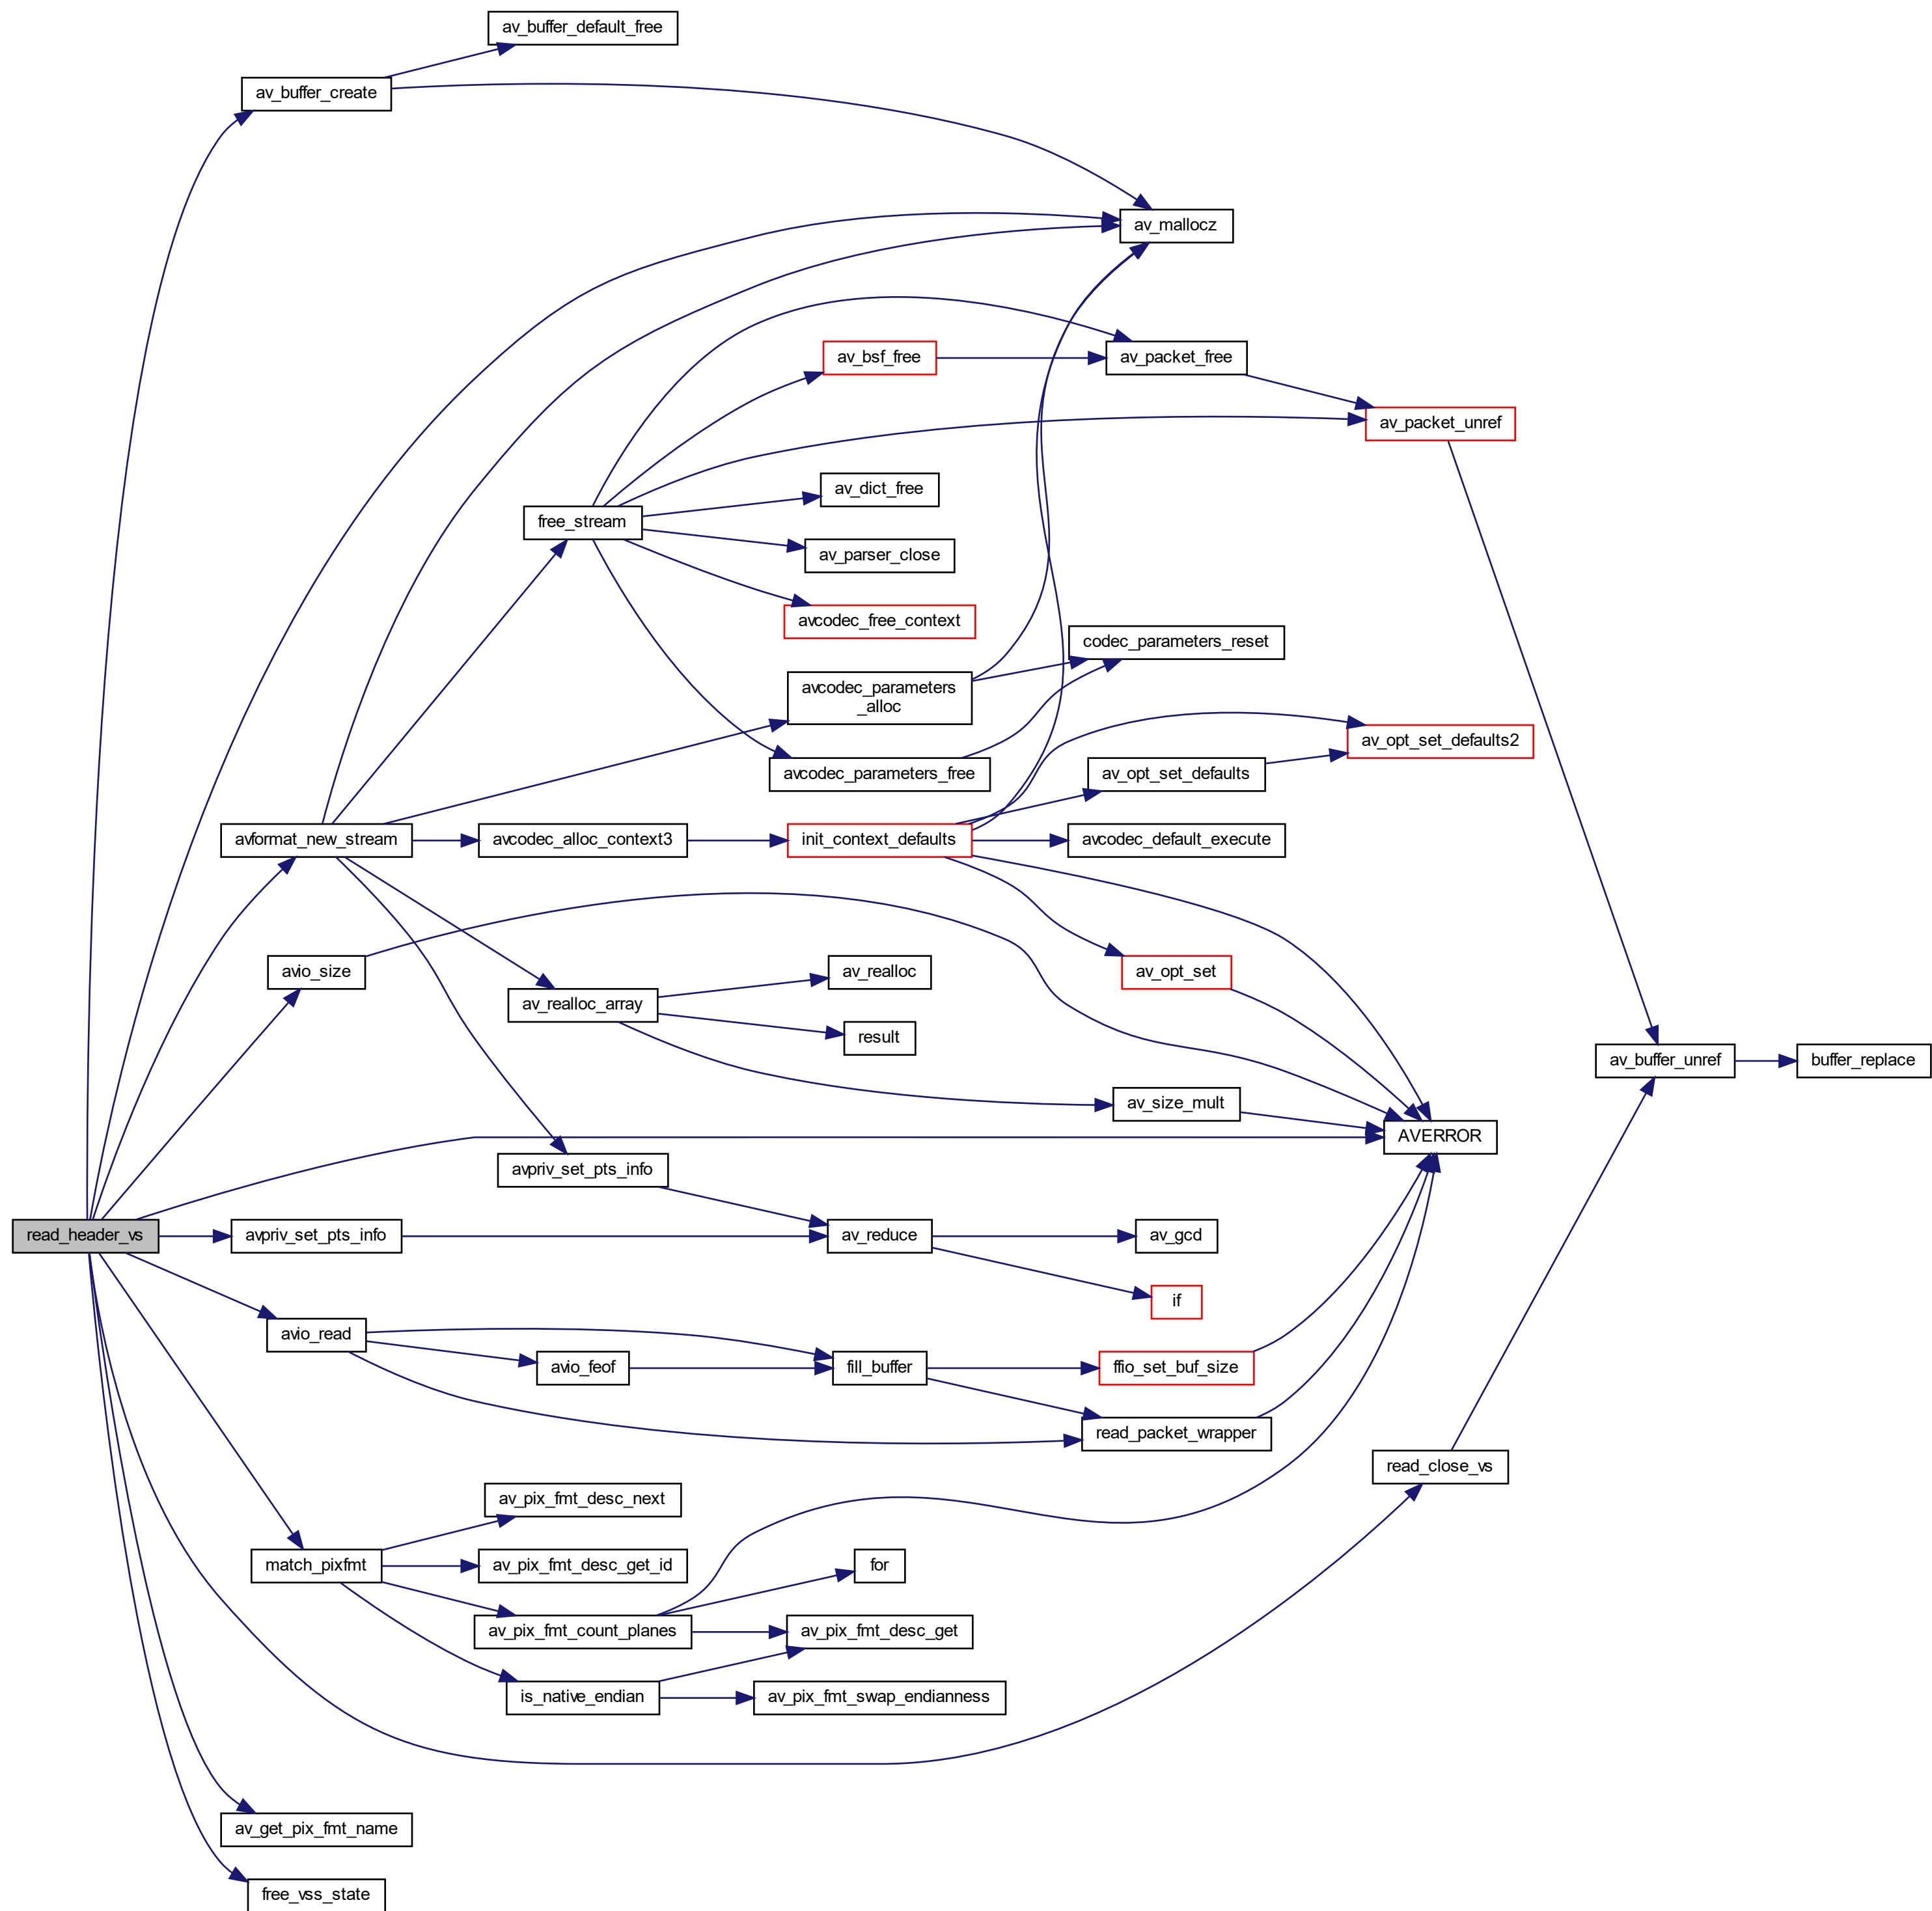 av_buffer_default_free
av_buffer_create
av_mallocz
av_bsf_free
av_packet_free
av_packet_unref
av_dict_free
free_stream
av_parser_close
avcodec_free_context
codec_parameters_reset
avcodec_parameters
_alloc
av_opt_set_defaults2
avcodec_parameters_free
av_opt_set_defaults
avformat_new_stream
avcodec_alloc_context3
init_context_defaults
avcodec_default_execute
avio_size
av_realloc
av_opt_set
av_realloc_array
result
av_buffer_unref
buffer_replace
av_size_mult
AVERROR
avpriv_set_pts_info
read_header_vs
avpriv_set_pts_info
av_reduce
av_gcd
if
avio_read
avio_feof
fill_buffer
ffio_set_buf_size
read_packet_wrapper
read_close_vs
av_pix_fmt_desc_next
match_pixfmt
av_pix_fmt_desc_get_id
for
av_pix_fmt_count_planes
av_pix_fmt_desc_get
is_native_endian
av_pix_fmt_swap_endianness
av_get_pix_fmt_name
free_vss_state